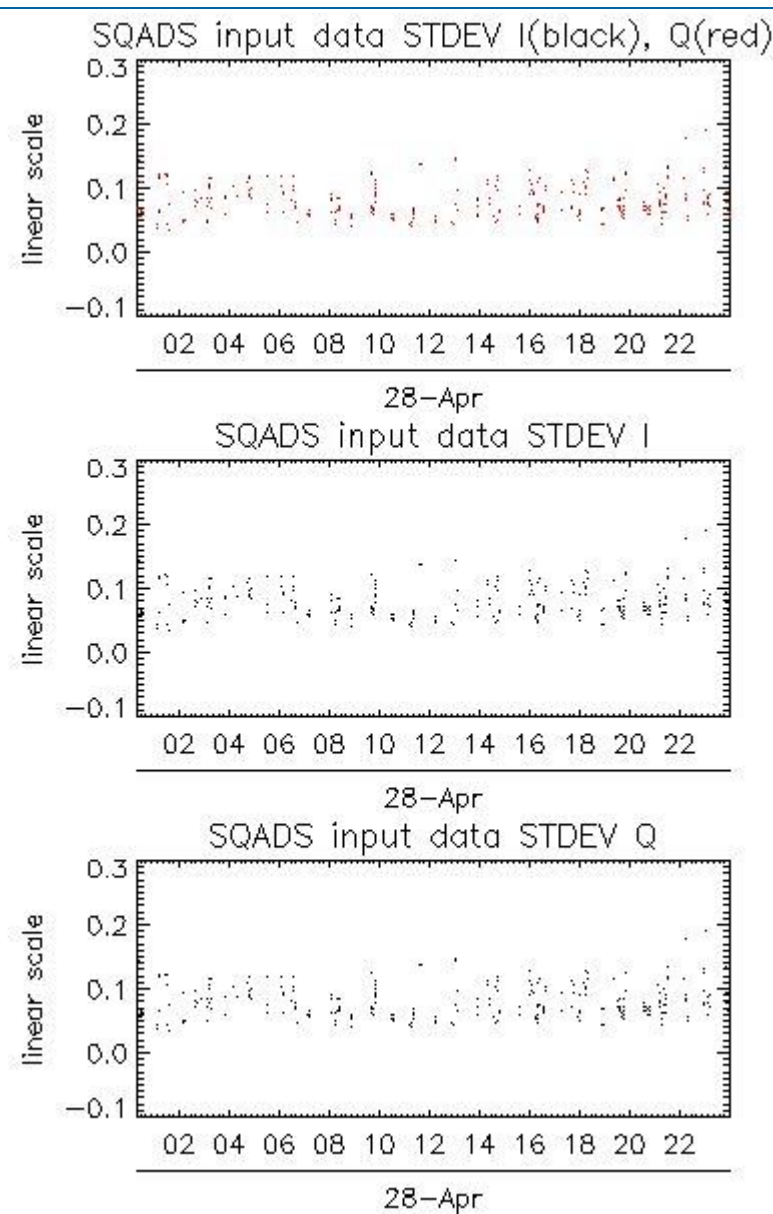 SQADS input data STDEV I(black), Q(red)
0.3
0.2
0.1
0.0
−0.1
linear scale
02 04 06 08 10 12 14 16 18 20 22
28−Apr
SQADS input data STDEV I
0.3
0.2
0.1
0.0
−0.1
linear scale
02 04 06 08 10 12 14 16 18 20 22
28−Apr
SQADS input data STDEV Q
0.3
0.2
0.1
0.0
−0.1
linear scale
02 04 06 08 10 12 14 16 18 20 22
28−Apr